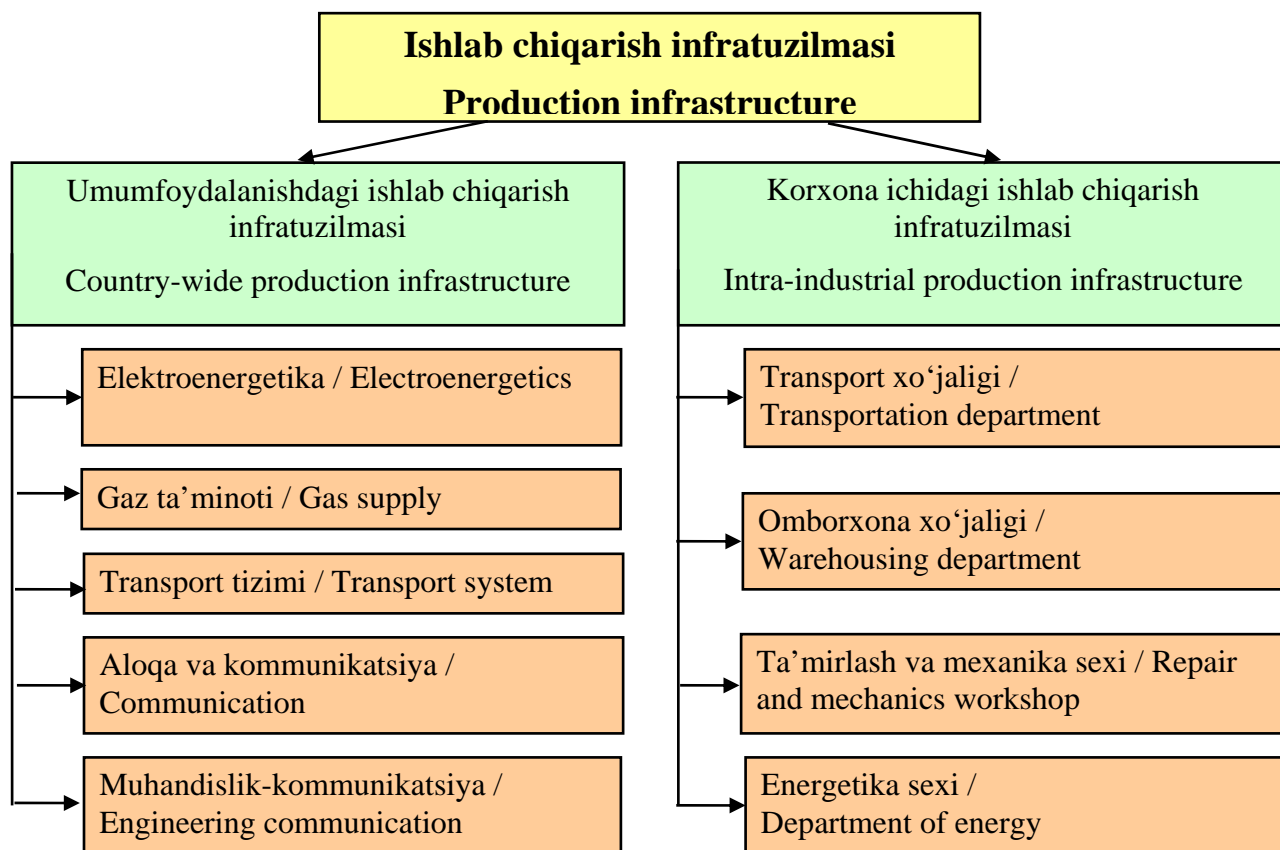 Ishlab chiqarish infratuzilmasi
Production infrastructure
Umumfoydalanishdagi ishlab chiqarish
infratuzilmasi
Country-wide production infrastructure
Elektroenergetika / Electroenergetics
Gaz ta’minoti / Gas supply
Transport tizimi / Transport system
Aloqa va kommunikatsiya /
Communication
Muhandislik-kommunikatsiya /
Engineering communication
Korxona ichidagi ishlab chiqarish
infratuzilmasi
Intra-industrial production infrastructure
Transport xo‘jaligi /
Transportation department
Omborxona xo‘jaligi /
Warehousing department
Ta’mirlash va mexanika sexi / Repair
and mechanics workshop
Energetika sexi /
Department of energy